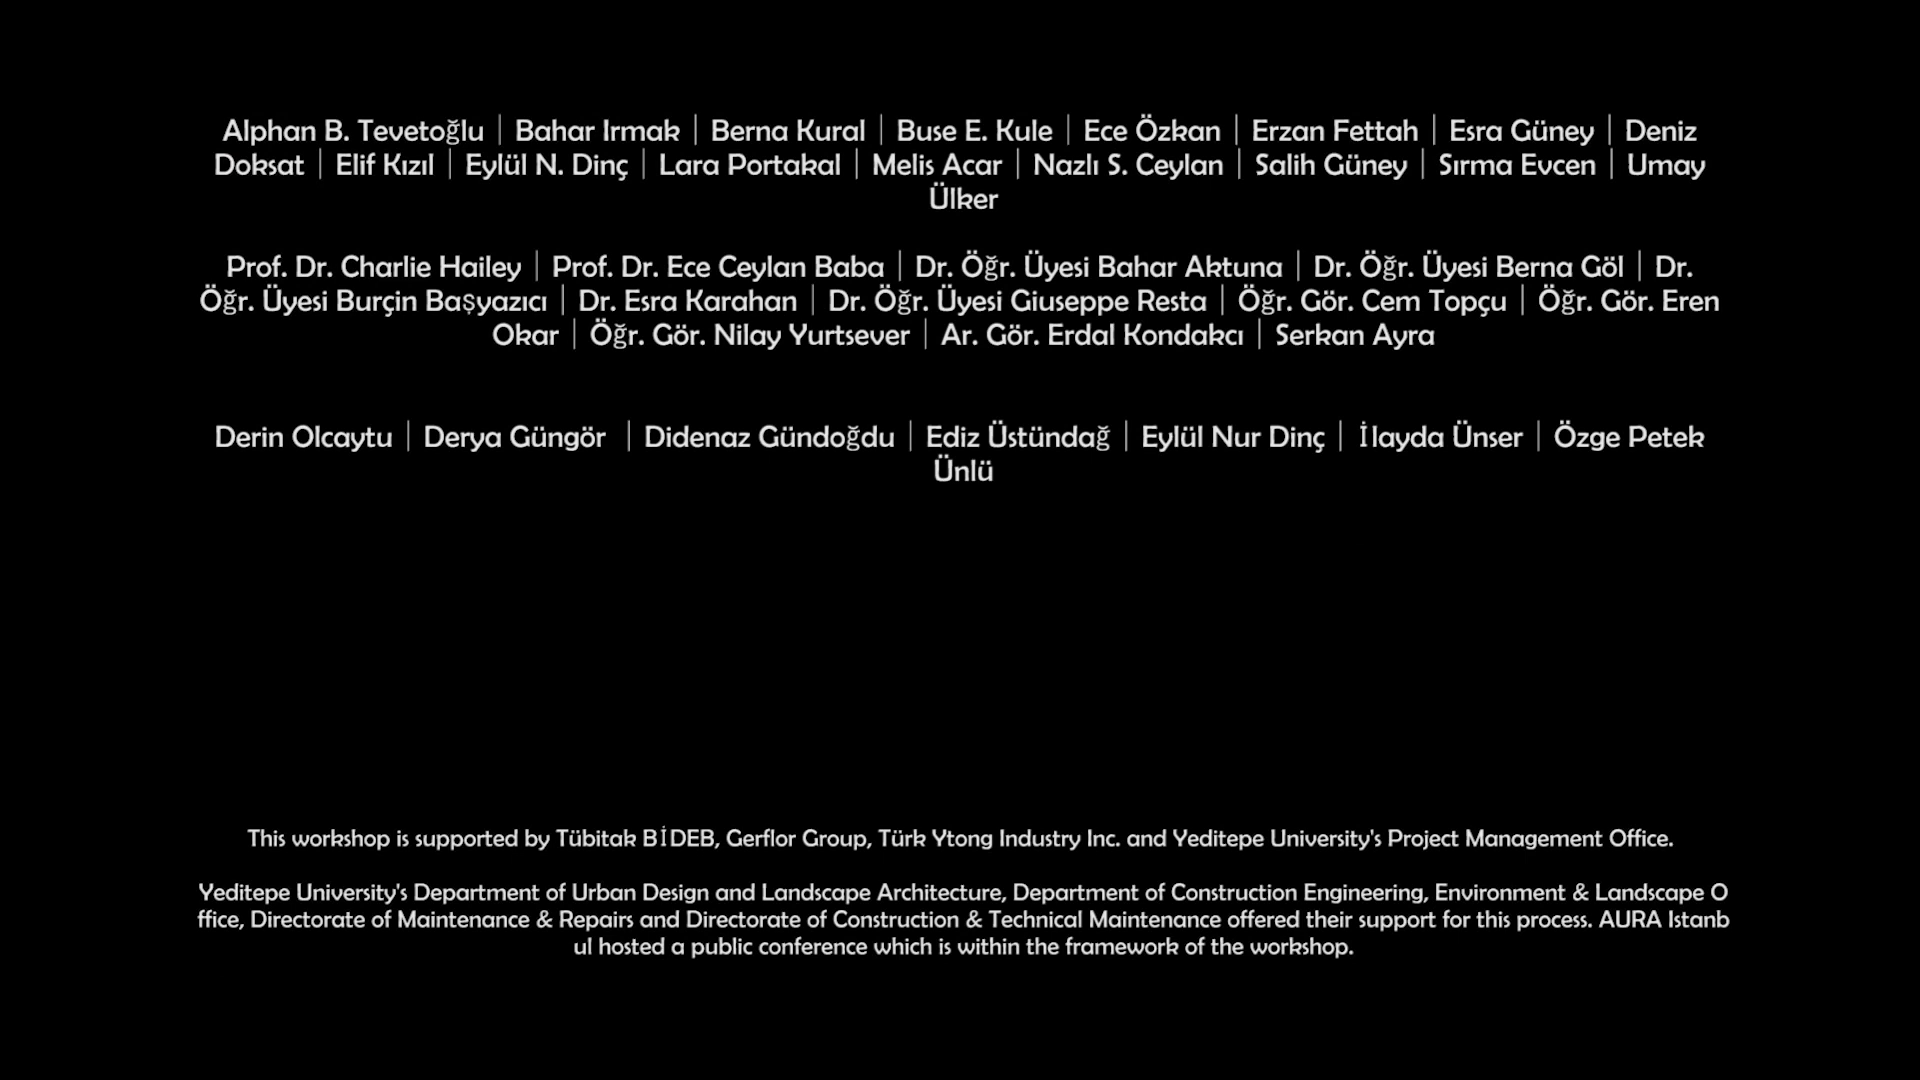 Alphan B. Tevetoğlu | Bahar Irmak | Berna Kural | Buse E. Kule | Ece Özkan | Erzan Fettah | Esra Güney | Deniz
Doksat | Elif Kızıl | Eylül N. Dinç | Lara Portakal | Melis Acar | Nazlı S. Ceylan | Salih Güney | Sırma Evcen | Umay
Ülker
Prof. Dr. Charlie Hailey | Prof. Dr. Ece Ceylan Baba | Dr. Öğr. Üyesi Bahar Aktuna | Dr. Öğr. Üyesi Berna Göl | Dr.
Öğr. Üyesi Burçin Başyazıcı | Dr. Esra Karahan | Dr. Öğr. Üyesi Giuseppe Resta | Öğr. Gör. Cem Topçu | Öğr. Gör. Eren
Okar | Öğr. Gör. Nilay Yurtsever | Ar. Gör. Erdal Kondakcı | Serkan Ayra
Derin Olcaytu | Derya Güngör | Didenaz Gündoğdu | Ediz Üstündağ | Eylül Nur Dinç | İlayda Ünser | Özge Petek
Ünlü
This workshop is supported by Tübitak BİDEB, Gerflor Group, Türk Ytong Industry Inc. and Yeditepe University's Project Management Office.
Yeditepe University's Department of Urban Design and Landscape Architecture, Department of Construction Engineering, Environment & Landscape O
ffice, Directorate of Maintenance & Repairs and Directorate of Construction & Technical Maintenance offered their support for this process. AURA Istanb
ul hosted a public conference which is within the framework of the workshop.